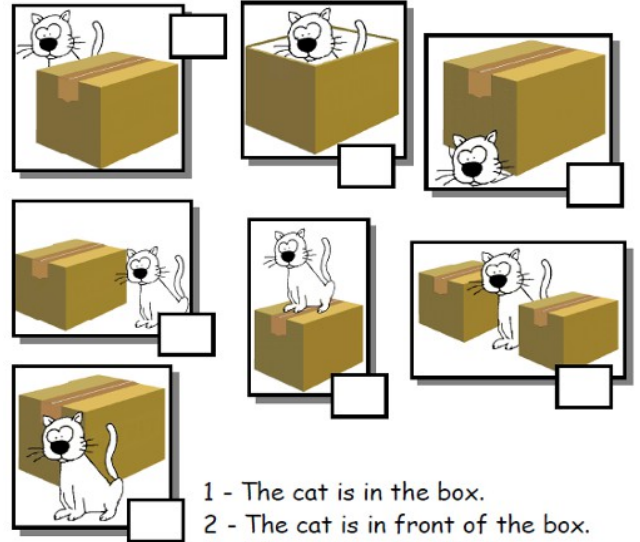 1 - The cat is in the box.
2 - The cat is in front of the box.